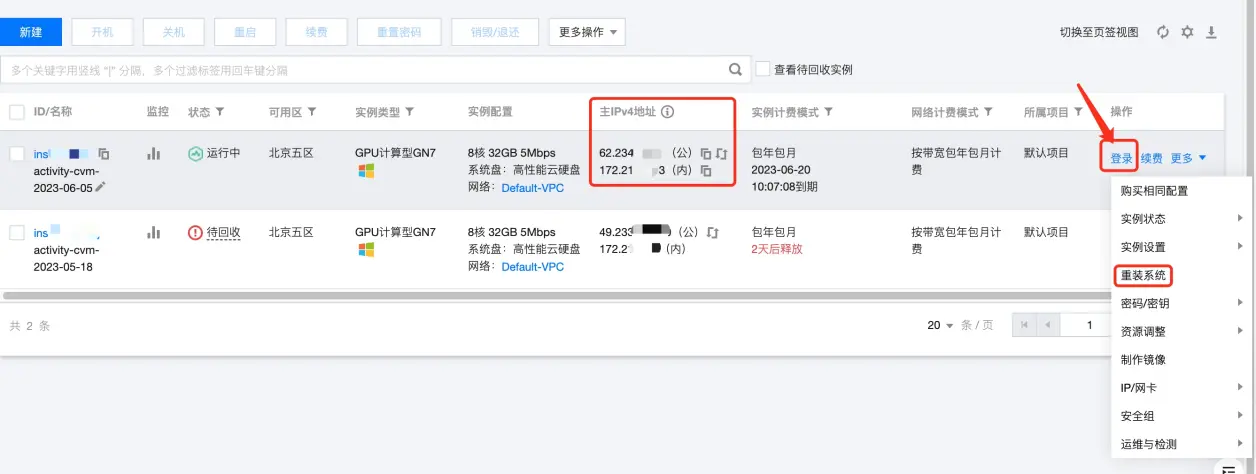 新建 开机 关机 重启 续费 重置密码 销毁/退还 更多操作 切换至页签视图
多个关键字用竖线 "|" 分隔，多个过滤标签用回车键分隔 查看待回收实例
ID/名称 监控 状态 可用区 实例类型 实例配置 主IPv4地址 实例计费模式 网络计费模式 所属项目 操作
ins 运行中 北京五区 GPU计算型GN7 8核 32GB 5Mbps 62.234 （公） 包年包月 按带宽包年包月计 默认项目 登录 续费 更多
activity-cvm- 系统盘：高性能云硬盘 172.21 3（内） 2023-06-20 费
2023-06-05 网络：Default-VPC 10:07:08到期
购买相同配置
实例状态
实例设置
重装系统
密码/密钥
资源调整
制作镜像
IP/网卡
安全组
运维与检测
ins 待回收 北京五区 GPU计算型GN7 8核 32GB 5Mbps 49.233 （公） 包年包月 按带宽包年包月计 默认项目
activity-cvm- 系统盘：高性能云硬盘 172.2 （内） 2天后释放 费
2023-05-18 网络：Default-VPC
共 2 条 20 条 / 页 1